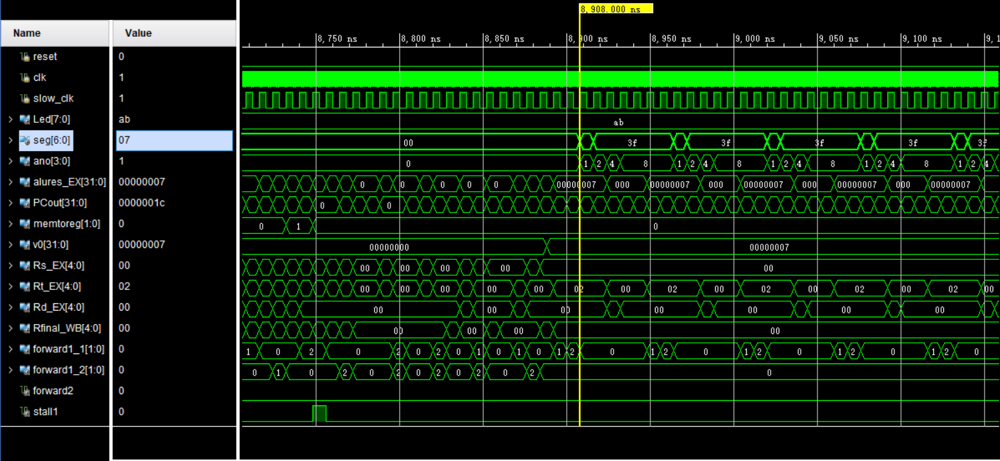 8,908.000 ns
Name Value
8,750 ns 8,800 ns 8,850 ns 8,900 ns 8,950 ns 9,000 ns 9,050 ns 9,100 ns 9,1
reset 0
clk 1
slow_clk 1
Led[7:0] ab ab
seg[6:0] 07 00 3f 3f 3f 3f 3f
ano[3:0] 1 0 1 2 4 8 1 2 4 8 1 2 4 8 1 2 4 8 1 2 4
alures_EX[31:0] 00000007 0 0 0 0 0 00000007 000 00000007 000 00000007 000 00000007 000 00000007
PCout[31:0] 0000001c 0 0
memtoreg[1:0] 0 0 1 0
v0[31:0] 00000007 00000000 00000007
Rs_EX[4:0] 00 00 00 00 00 00
Rt_EX[4:0] 02 00 00 00 00 00 02 00 02 00 02 00 02 00 02 00
Rd_EX[4:0] 00 00 00 00 00 00 00 00
Rfinal_WB[4:0] 00 00 00 00 00
forward1_1[1:0] 0 1 0 2 0 2 0 2 0 1 0 1 0 1 2 0 1 2 0 1 2 0 1 2 0 1 2 0
forward1_2[1:0] 0 0 1 0 2 0 2 0 2 0 2 0 2 0
forward2 0
stall1 0